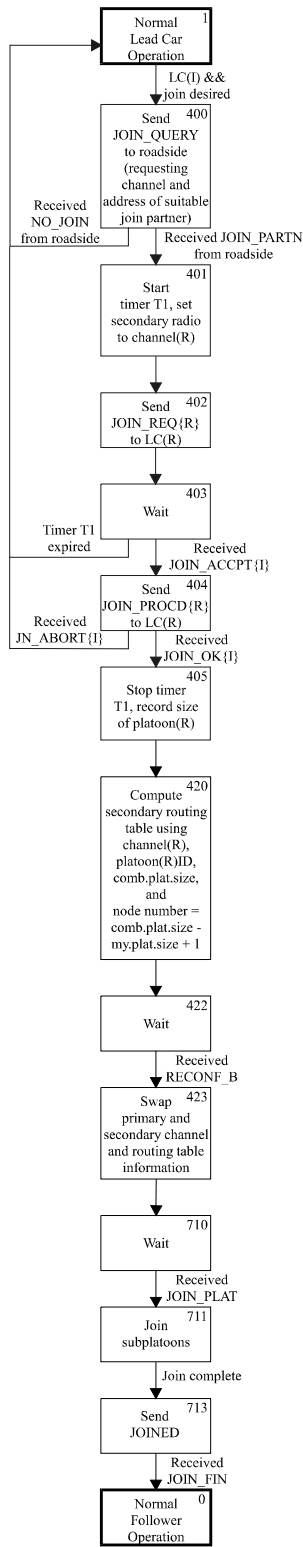 1
Normal
Lead Car
Operation
LC(I) &&
join desired
400
Send
JOIN_QUERY
to roadside
(requesting
channel and
address of suitable
join partner)
Received
NO_JOIN
from roadside
Received JOIN_PARTN
from roadside
401
Start
timer T1, set
secondary radio
to channel(R)
402
Send
JOIN_REQ{R}
to LC(R)
403
Wait
Timer T1
expired
Received
JOIN_ACCPT{I}
404
Send
JOIN_PROCD{R}
to LC(R)
Received
JN_ABORT{I}
Received
JOIN_OK{I}
405
Stop timer
T1, record size
of platoon(R)
420
Compute
secondary routing
table using
channel(R),
platoon(R)ID,
comb.plat.size,
and
node number =
comb.plat.size -
my.plat.size + 1
422
Wait
Received
RECONF_B
423
Swap
primary and
secondary channel
and routing table
information
710
Wait
Received
JOIN_PLAT
711
Join
subplatoons
Join complete
713
Send
JOINED
Received
JOIN_FIN
0
Normal
Follower
Operation